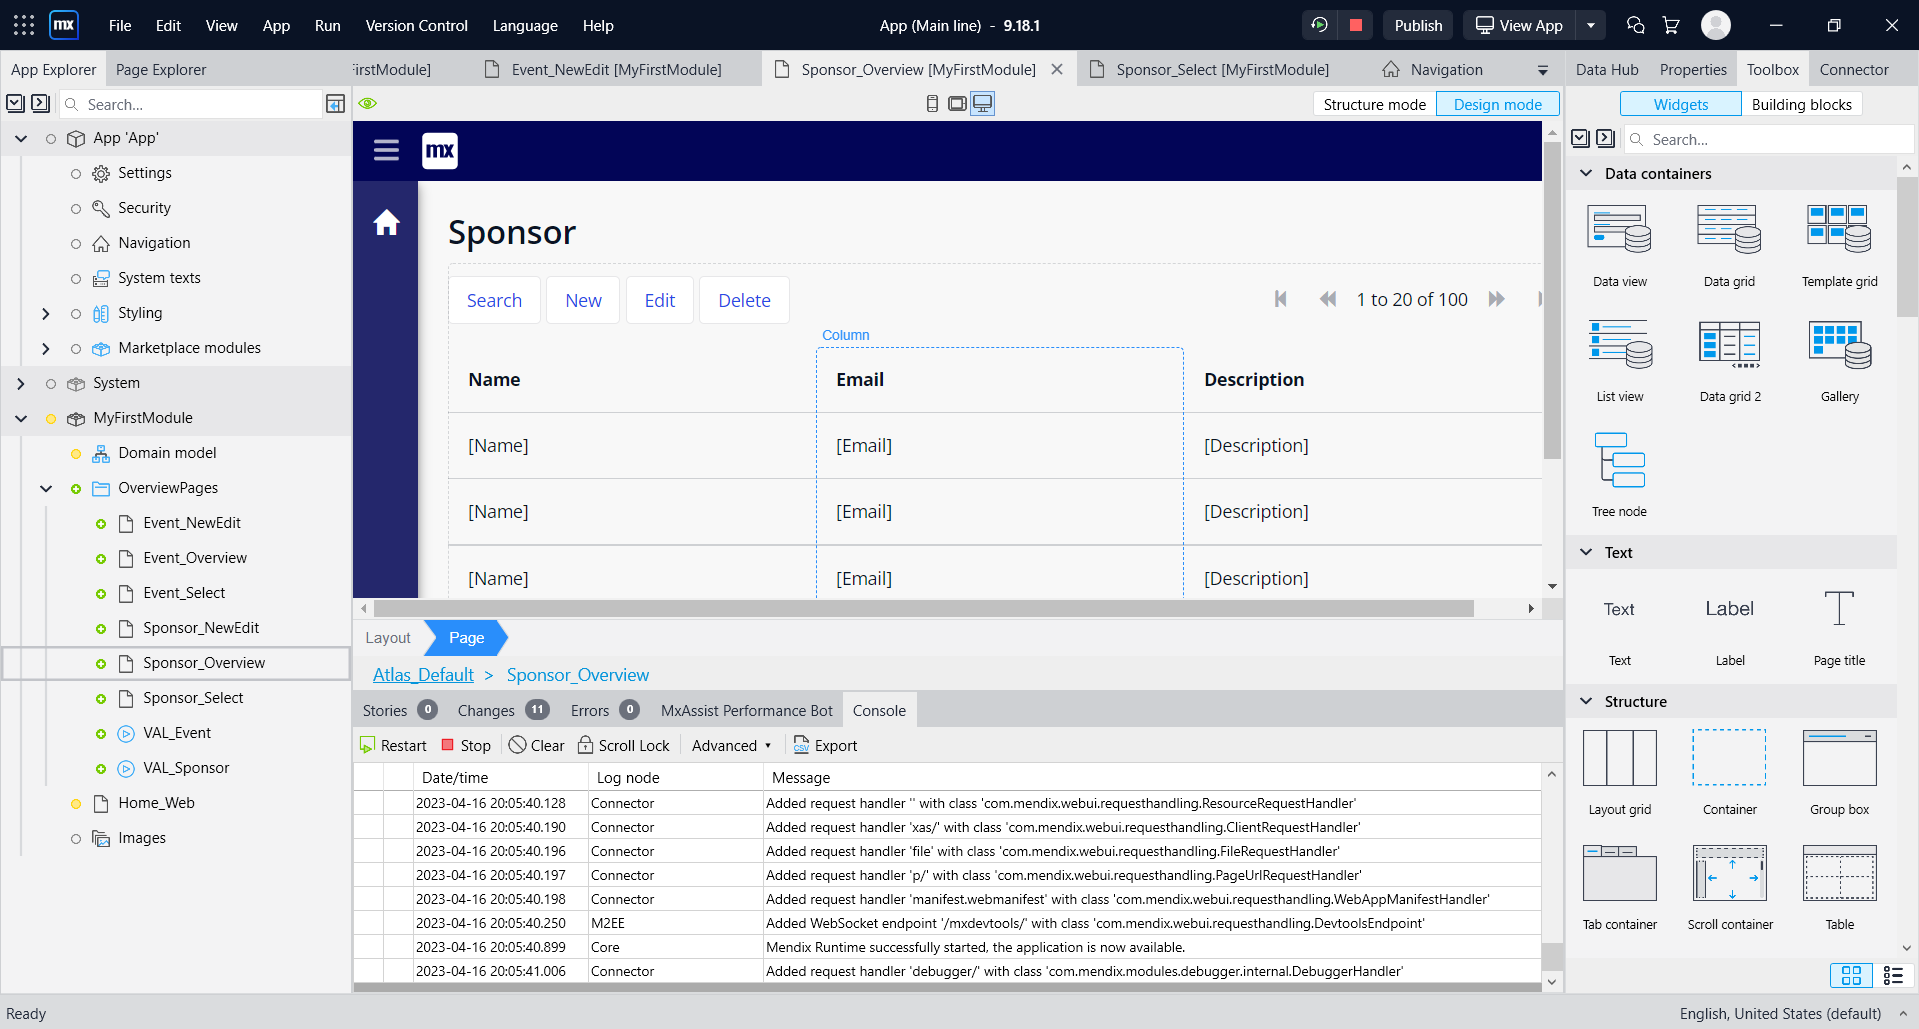 mx File Edit View App Run Version Control Language Help App (Main line) - 9.18.1 Publish View App
App Explorer Page Explorer
irstModule] Event_NewEdit [MyFirstModule] Sponsor_Overview [MyFirstModule] Sponsor_Select [MyFirstModule] Navigation
Data Hub Properties Toolbox Connector
Search...
App 'App'
Settings
Security
Navigation
System texts
Styling
Marketplace modules
System
MyFirstModule
Domain model
OverviewPages
Event_NewEdit
Event_Overview
Event_Select
Sponsor_NewEdit
Sponsor_Overview
Sponsor_Select
VAL_Event
VAL_Sponsor
Home_Web
Images
Structure mode Design mode
mx
Sponsor
Search New Edit Delete 1 to 20 of 100
Column
Name Email Description
[Name] [Email] [Description]
[Name] [Email] [Description]
[Name] [Email] [Description]
Layout Page
Atlas_Default > Sponsor_Overview
Stories 0 Changes 11 Errors 0 MxAssist Performance Bot Console
Restart Stop Clear Scroll Lock Advanced CSV Export
Date/time Log node Message
2023-04-16 20:05:40.128 Connector Added request handler '' with class 'com.mendix.webui.requesthandling.ResourceRequestHandler'
2023-04-16 20:05:40.190 Connector Added request handler 'xas/' with class 'com.mendix.webui.requesthandling.ClientRequestHandler'
2023-04-16 20:05:40.196 Connector Added request handler 'file' with class 'com.mendix.webui.requesthandling.FileRequestHandler'
2023-04-16 20:05:40.197 Connector Added request handler 'p/' with class 'com.mendix.webui.requesthandling.PageUrlRequestHandler'
2023-04-16 20:05:40.198 Connector Added request handler 'manifest.webmanifest' with class 'com.mendix.webui.requesthandling.WebAppManifestHandler'
2023-04-16 20:05:40.250 M2EE Added WebSocket endpoint '/mxdevtools/' with class 'com.mendix.webui.requesthandling.DevtoolsEndpoint'
2023-04-16 20:05:40.899 Core Mendix Runtime successfully started, the application is now available.
2023-04-16 20:05:41.006 Connector Added request handler 'debugger/' with class 'com.mendix.modules.debugger.internal.DebuggerHandler'
Widgets Building blocks
Search...
Data containers
Data view Data grid Template grid
List view Data grid 2 Gallery
Tree node
Text
Text Label
Text Label Page title
Structure
Layout grid Container Group box
Tab container Scroll container Table
Ready English, United States (default)